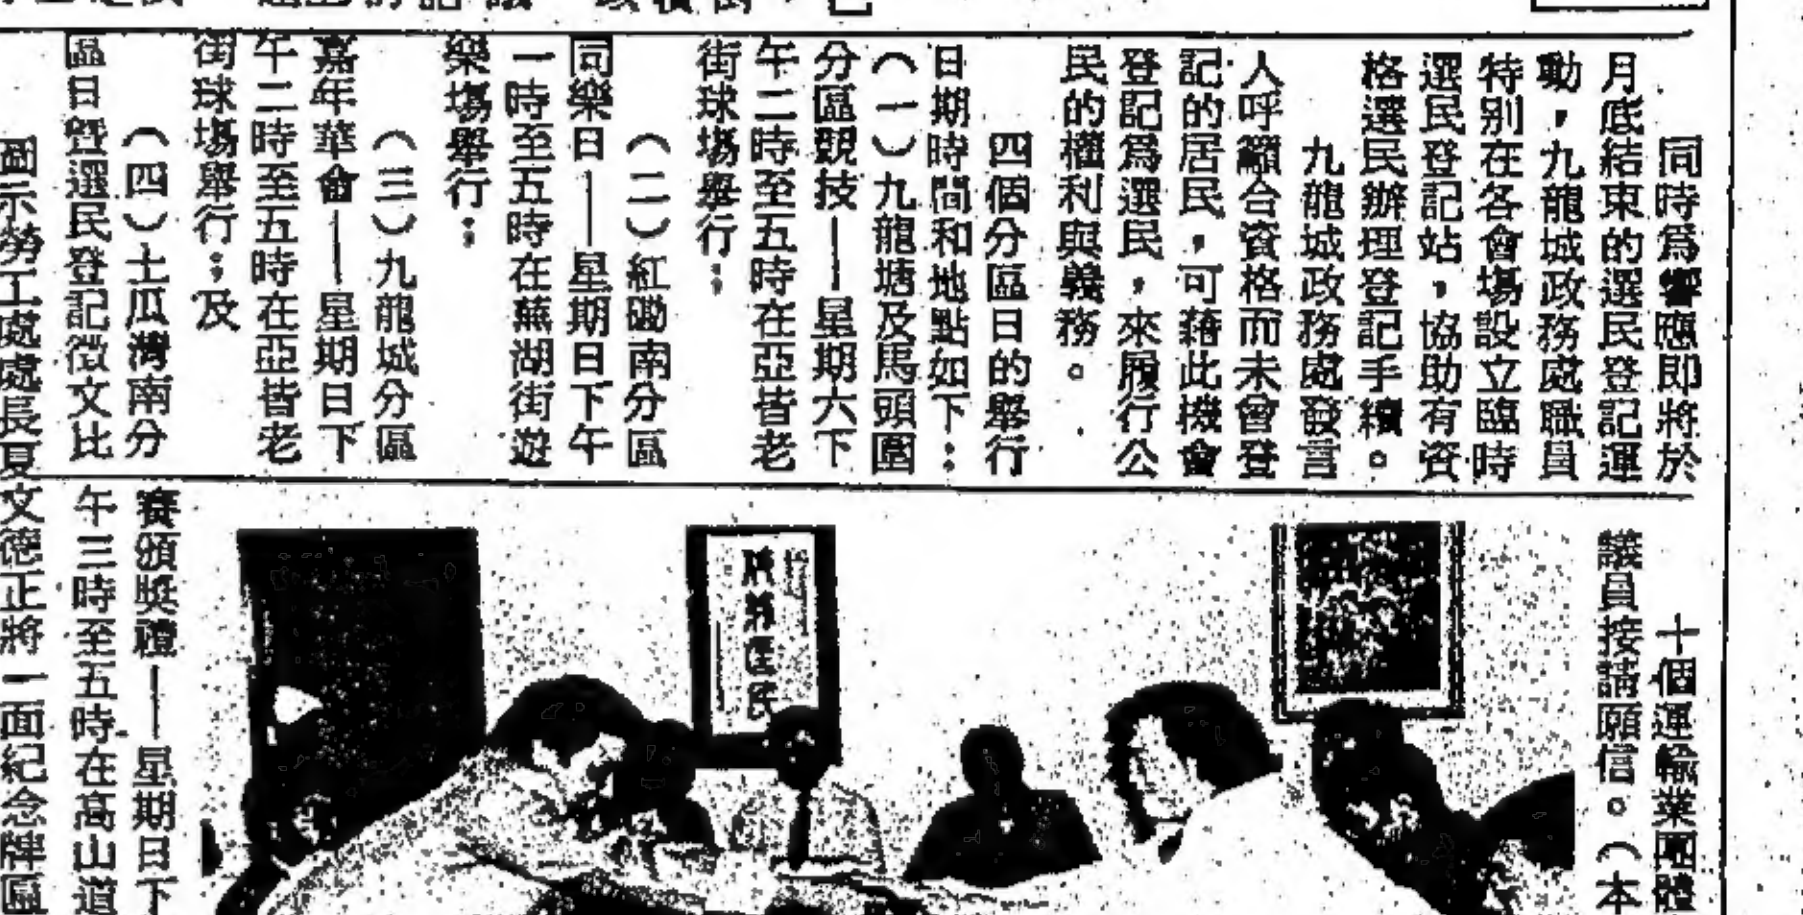 同時爲響應即將於
月底結束的選民登記運
動，九龍城政務處職員
特别在各會場設立臨時
選民登記站，協助有資
格選民辦理登記手續。
九龍城政務處發言
人呼籲合資格而未曾登
記的居民，可藉此機會
登記爲選民，來履行公
民的權利與義務。
四個分區日的舉行
日期時間和地點如下：
（一）九龍塘及馬頭圍
分區競技——星期六下
午二時至五時在亞皆老
街球塲舉行；
（二）紅磡南分區
同樂日——星期日下午
一時至五時在蕪湖街遊
樂塲舉行；
（三）九龍城分區
嘉年華會——星期日下
午二時至五時在亞皆老
街球塲舉行；及
（四）土瓜灣南分
區日暨選民登記徵文比
賽頒奬禮——星期日下
午三時至五時在高山道
圖示勞工處處長夏文德正將一面紀念牌區
十個運輸業團體
議員接請願信。（本